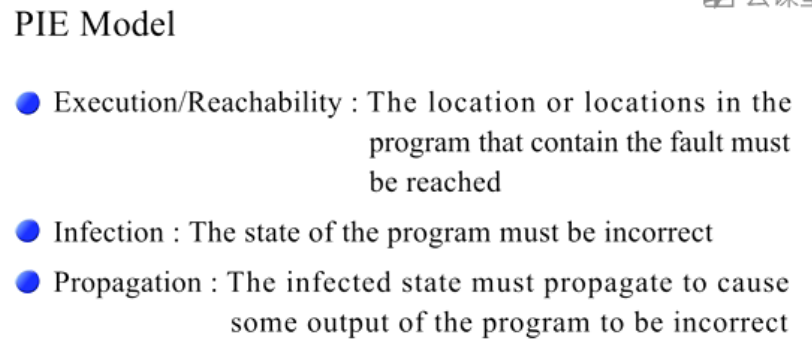 PIE Model
Execution/Reachability : The location or locations in the
program that contain the fault must
be reached
Infection : The state of the program must be incorrect
Propagation : The infected state must propagate to cause
some output of the program to be incorrect